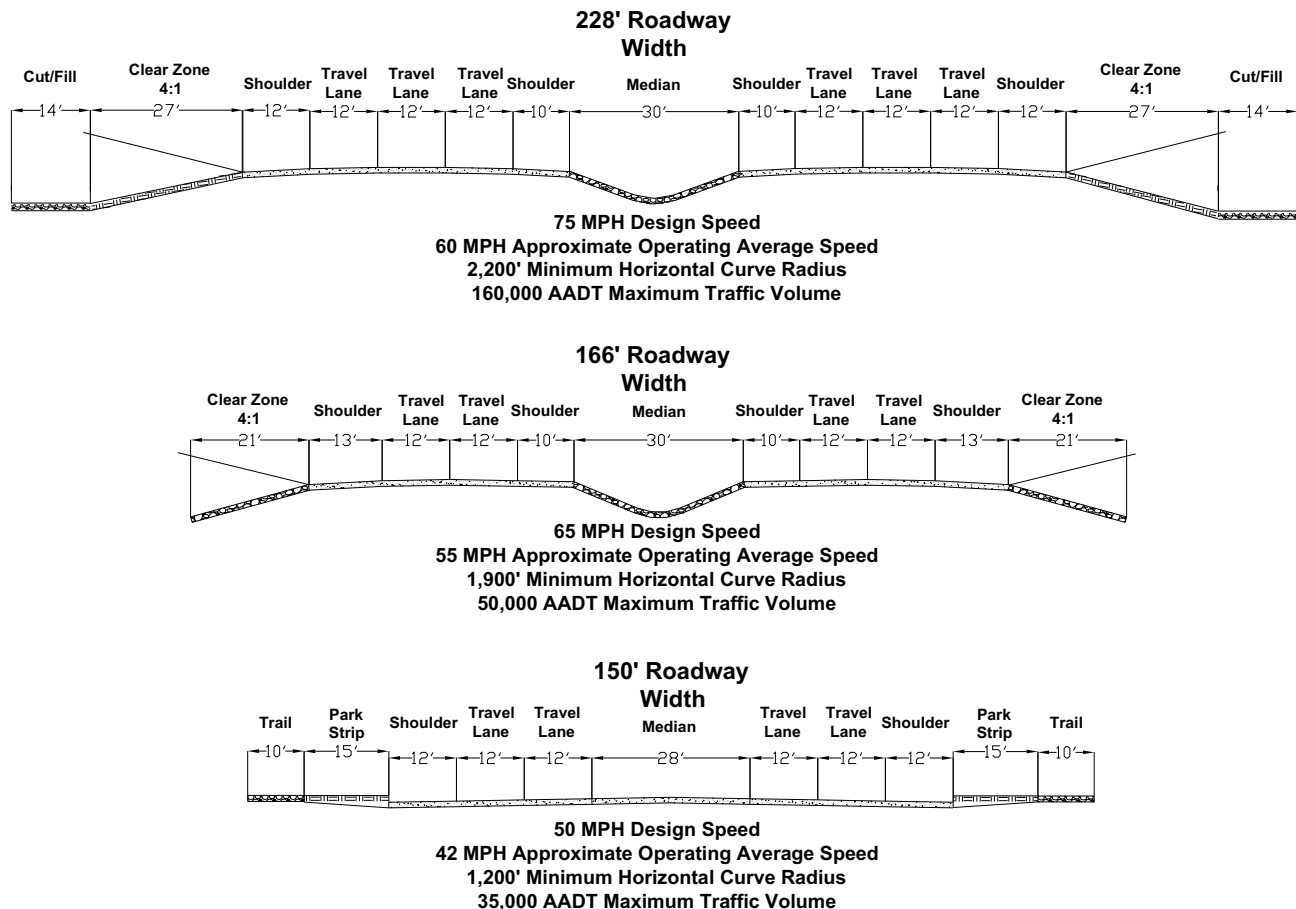 228' Roadway
Width
Cut/Fill
Clear Zone
4:1
Shoulder
Travel
Lane
Travel
Lane
Travel
Lane
Shoulder
Median
Shoulder
Travel
Lane
Travel
Lane
Travel
Lane
Shoulder
Clear Zone
4:1
Cut/Fill
14' 27' 12' 12' 12' 12' 10' 30' 10' 12' 12' 12' 12' 27' 14'
75 MPH Design Speed
60 MPH Approximate Operating Average Speed
2,200' Minimum Horizontal Curve Radius
160,000 AADT Maximum Traffic Volume
166' Roadway
Width
Clear Zone
4:1
Shoulder
Travel
Lane
Travel
Lane
Shoulder
Median
Shoulder
Travel
Lane
Travel
Lane
Shoulder
Clear Zone
4:1
21' 13' 12' 12' 10' 30' 10' 12' 12' 13' 21'
65 MPH Design Speed
55 MPH Approximate Operating Average Speed
1,900' Minimum Horizontal Curve Radius
50,000 AADT Maximum Traffic Volume
150' Roadway
Width
Trail
Park
Strip
Shoulder
Travel
Lane
Travel
Lane
Median
Travel
Lane
Travel
Lane
Shoulder
Park
Strip
Trail
10' 15' 12' 12' 12' 28' 12' 12' 12' 15' 10'
50 MPH Design Speed
42 MPH Approximate Operating Average Speed
1,200' Minimum Horizontal Curve Radius
35,000 AADT Maximum Traffic Volume